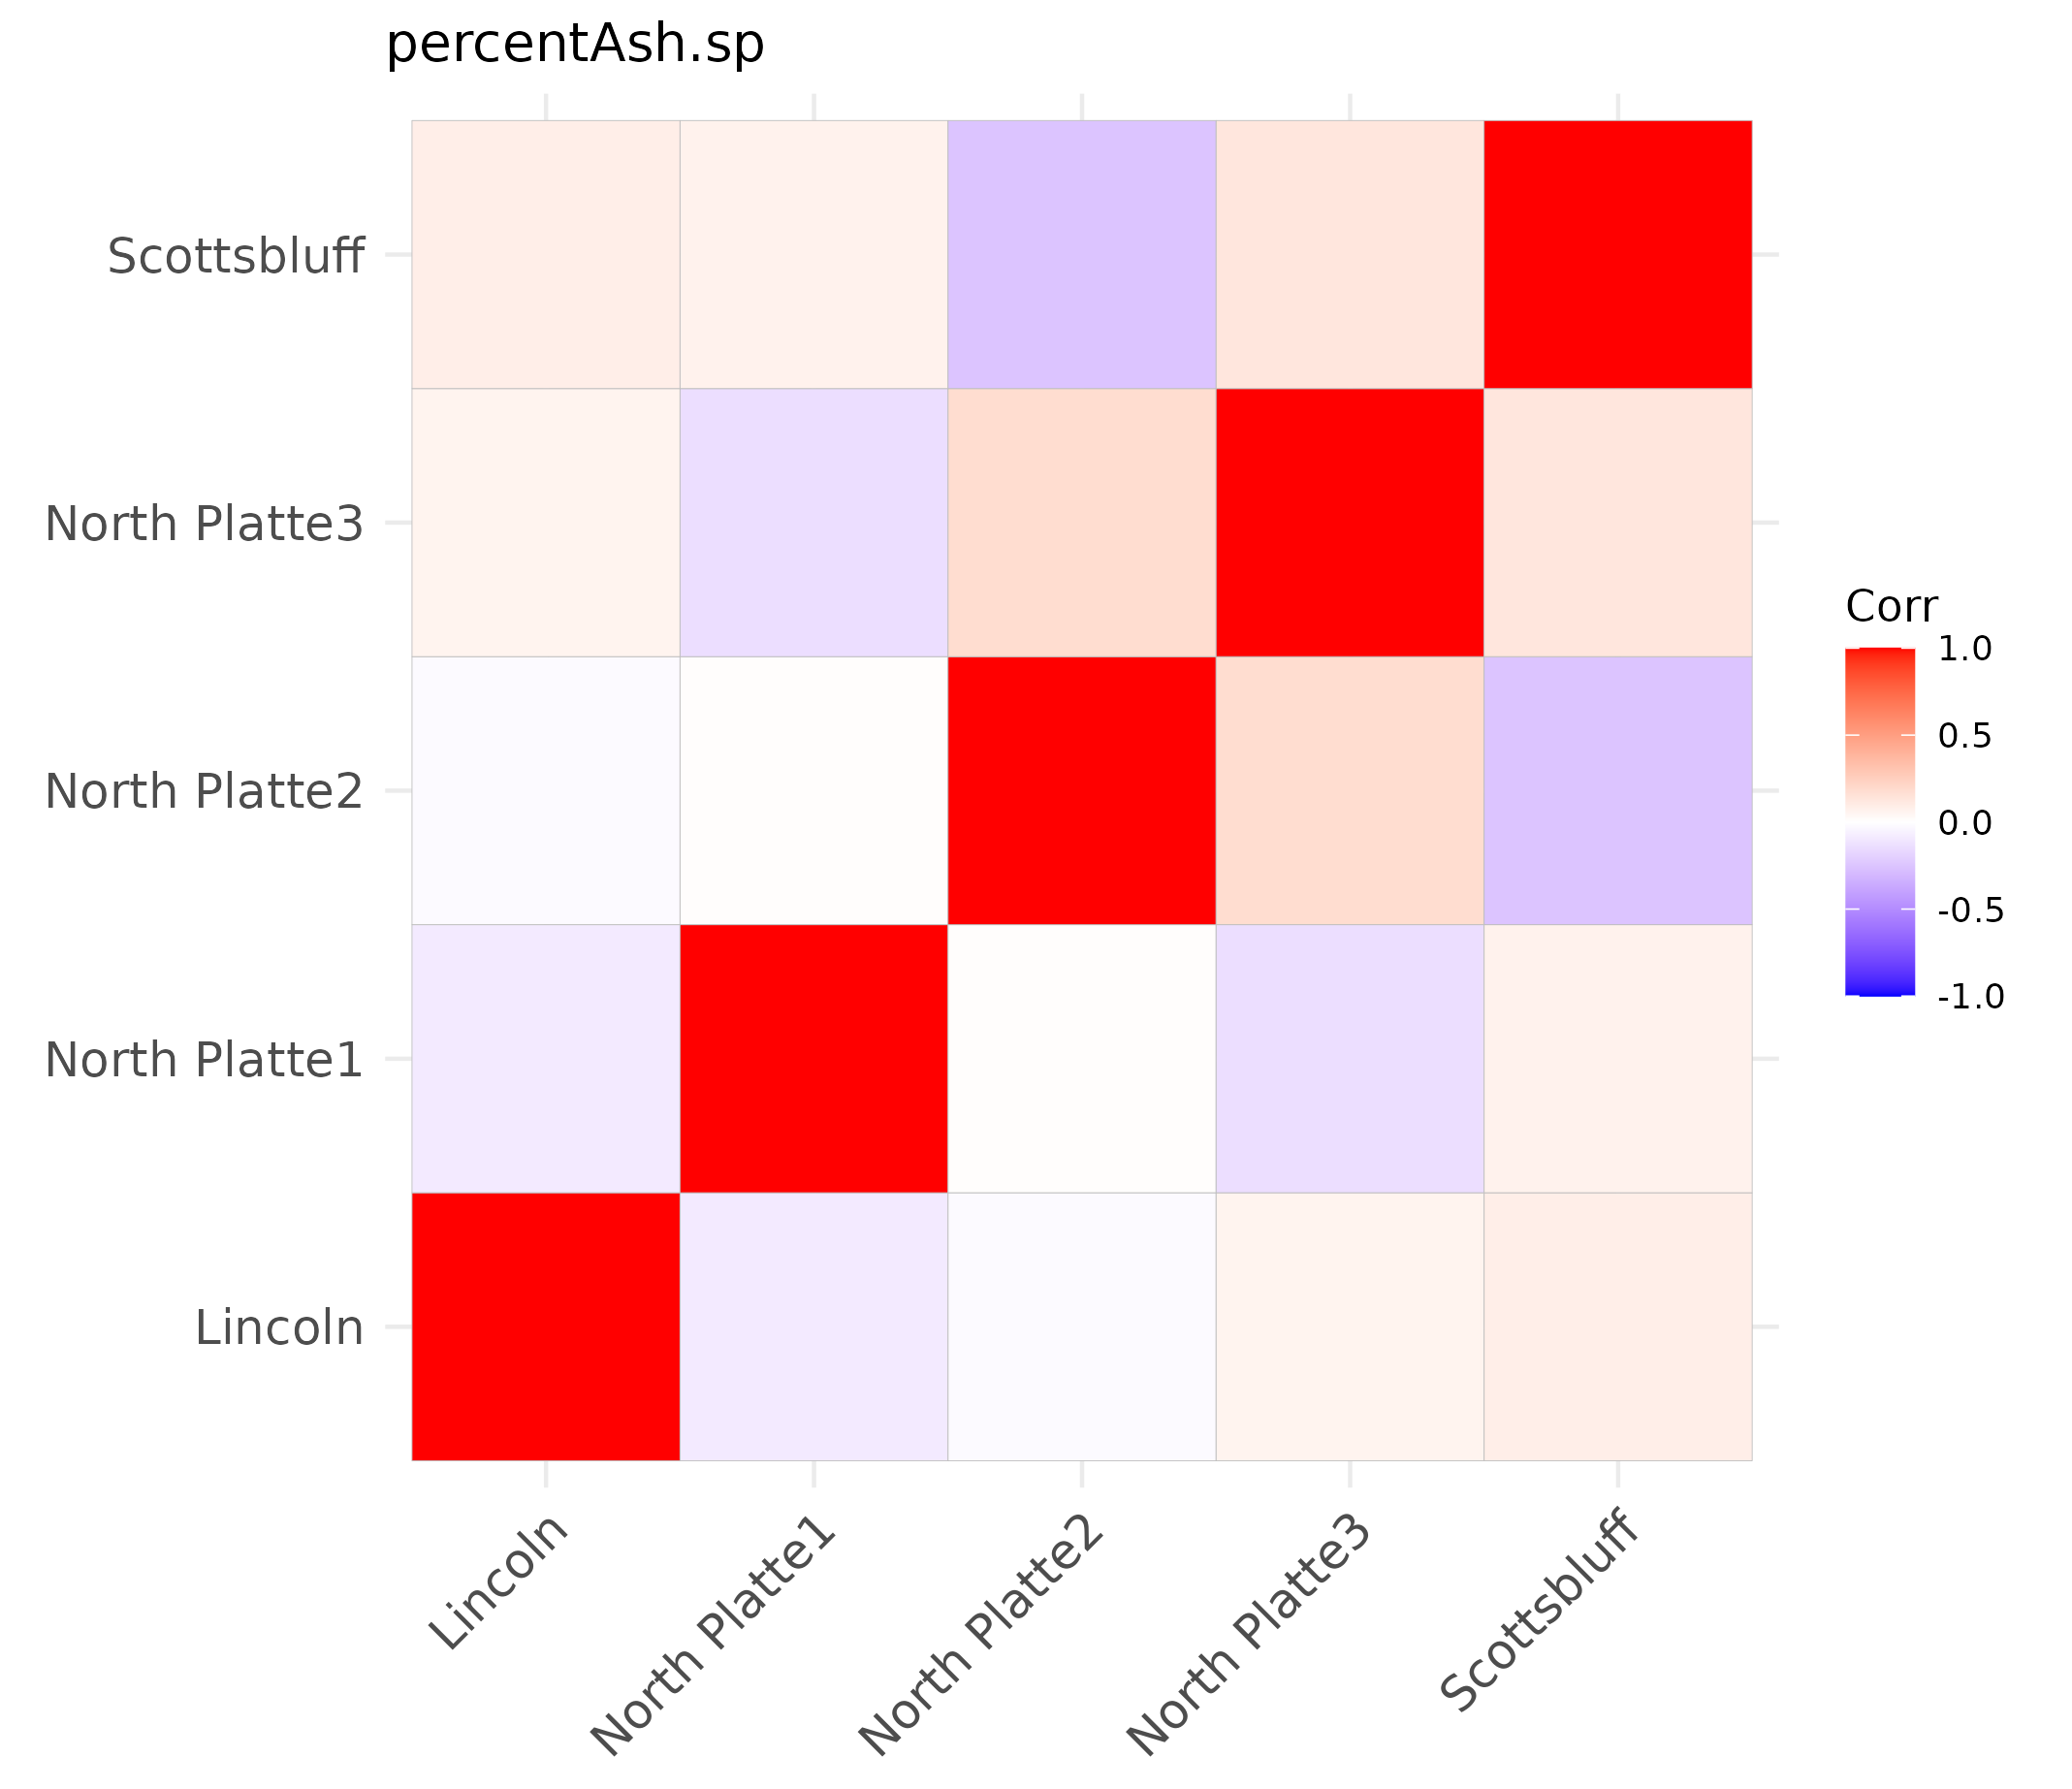 percentAsh.sp
Scottsbluff
North Platte3
North Platte2
North Platte1
Lincoln
Lincoln
North Platte1
North Platte2
North Platte3
Scottsbluff
Corr
1.0
0.5
0.0
-0.5
-1.0